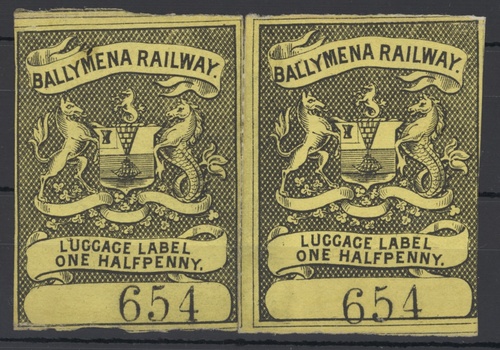 BALLYMENA RAILWAY.
LUGGAGE LABEL
ONE HALFPENNY.
654
BALLYMENA RAILWAY.
LUGGAGE LABEL
ONE HALFPENNY.
654